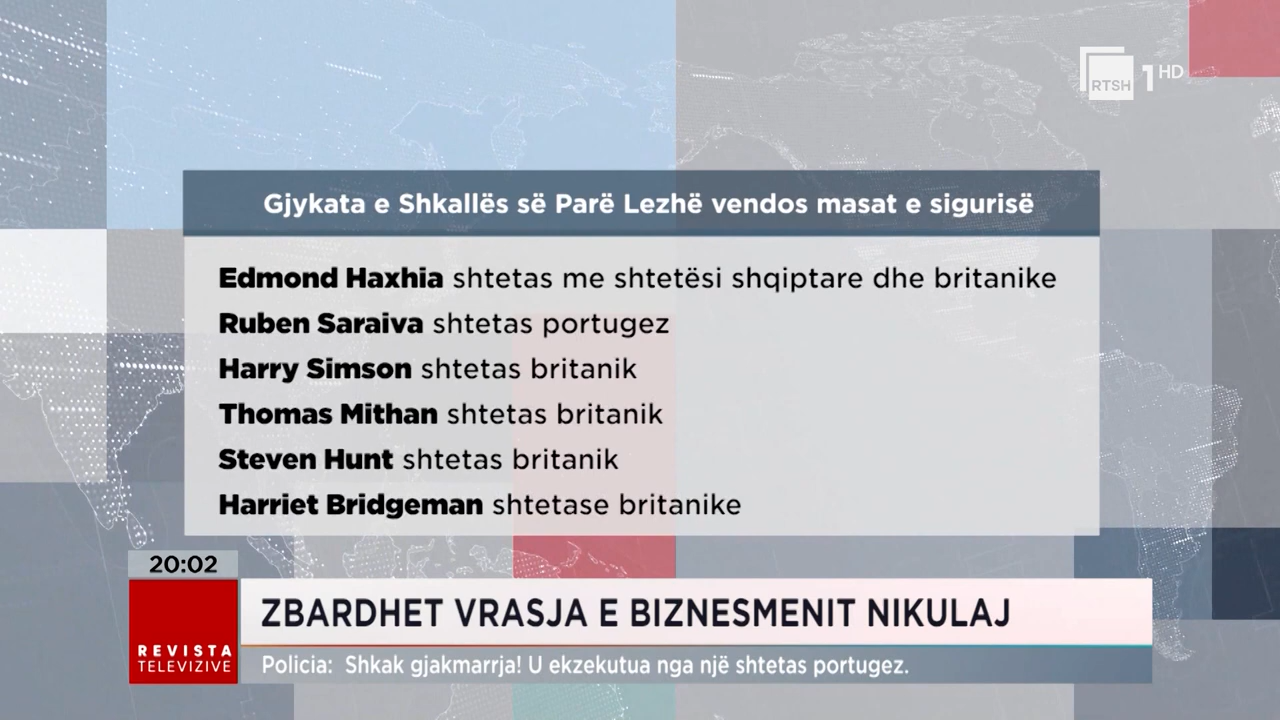 RTSH 1 HD
Gjykata e Shkallës së Parë Lezhë vendos masat e sigurisë
Edmond Haxhia shtetas me shtetësi shqiptare dhe britanike
Ruben Saraiva shtetas portugez
Harry Simson shtetas britanik
Thomas Mithan shtetas britanik
Steven Hunt shtetas britanik
Harriet Bridgeman shtetase britanike
20:02
ZBARDHET VRASJA E BIZNESMENIT NIKULAJ
REVISTA
TELEVIZIVE
Policia: Shkak gjakmarrja! U ekzekutua nga një shtetas portugez.